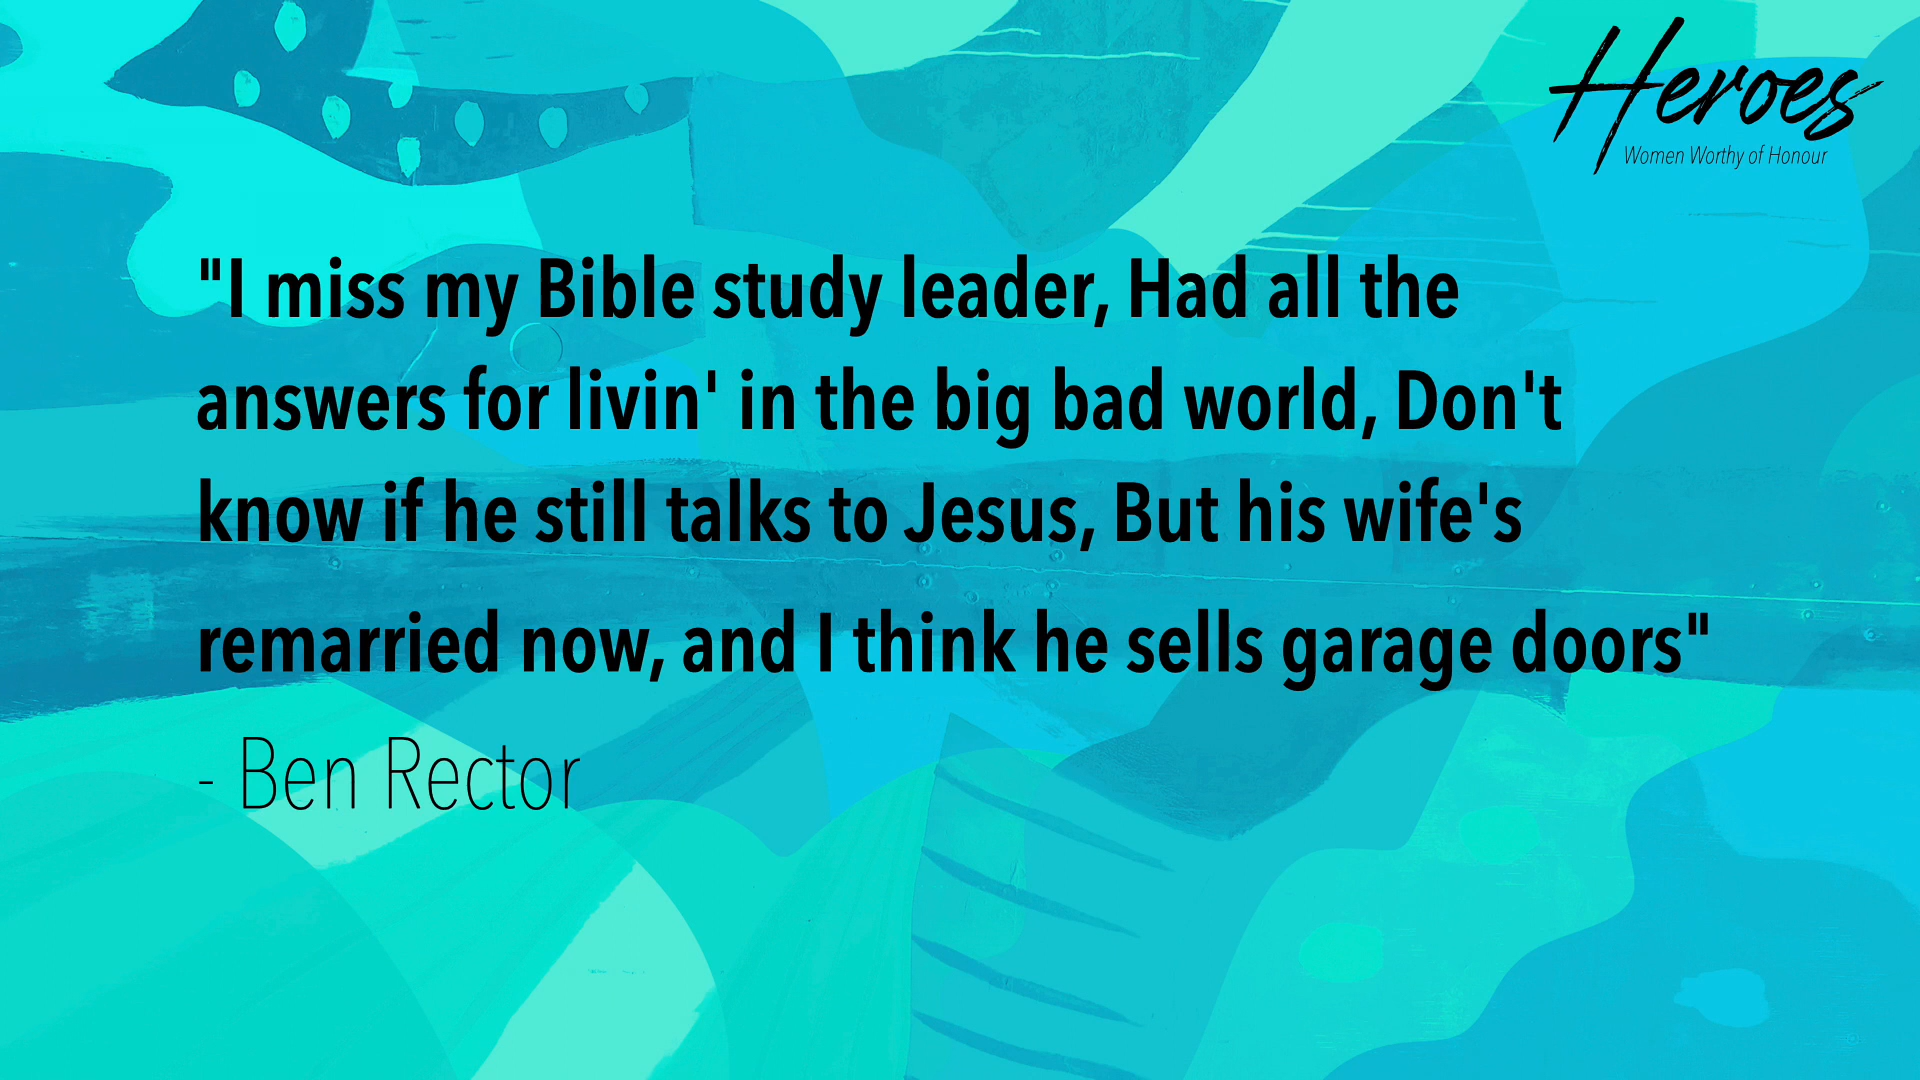 Heroes
Women Worthy of Honour
"I miss my Bible study leader, Had all the
answers for livin' in the big bad world, Don't
know if he still talks to Jesus, But his wife's
remarried now, and I think he sells garage doors"
- Ben Rector